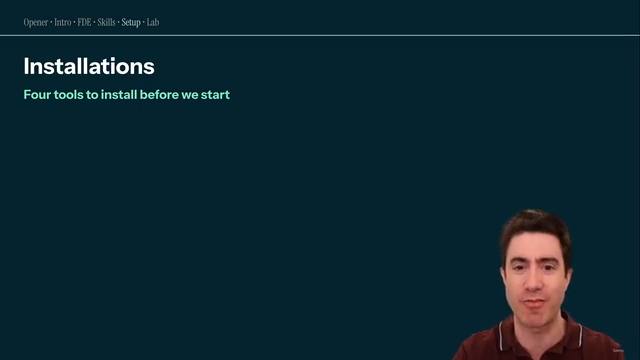 Opener • Intro • FDE • Skills • Setup • Lab
Installations
Four tools to install before we start